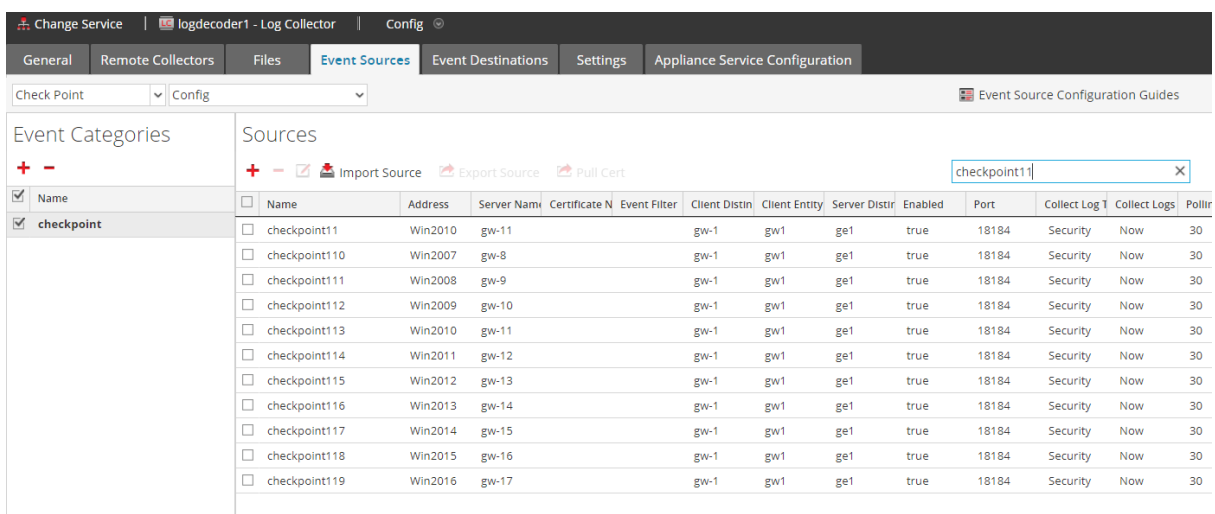 Change Service | LC logdecoder1 - Log Collector || Config
General Remote Collectors Files Event Sources Event Destinations Settings Appliance Service Configuration
Check Point Config Event Source Configuration Guides
Event Categories Sources
+ − + − Import Source Export Source Pull Cert checkpoint11 ×
Name Name Address Server Name Certificate N Event Filter Client Distin Client Entity Server Distin Enabled Port Collect Log T Collect Logs Pollin
checkpoint checkpoint11 Win2010 gw-11 gw-1 gw1 ge1 true 18184 Security Now 30
checkpoint110 Win2007 gw-8 gw-1 gw1 ge1 true 18184 Security Now 30
checkpoint111 Win2008 gw-9 gw-1 gw1 ge1 true 18184 Security Now 30
checkpoint112 Win2009 gw-10 gw-1 gw1 ge1 true 18184 Security Now 30
checkpoint113 Win2010 gw-11 gw-1 gw1 ge1 true 18184 Security Now 30
checkpoint114 Win2011 gw-12 gw-1 gw1 ge1 true 18184 Security Now 30
checkpoint115 Win2012 gw-13 gw-1 gw1 ge1 true 18184 Security Now 30
checkpoint116 Win2013 gw-14 gw-1 gw1 ge1 true 18184 Security Now 30
checkpoint117 Win2014 gw-15 gw-1 gw1 ge1 true 18184 Security Now 30
checkpoint118 Win2015 gw-16 gw-1 gw1 ge1 true 18184 Security Now 30
checkpoint119 Win2016 gw-17 gw-1 gw1 ge1 true 18184 Security Now 30